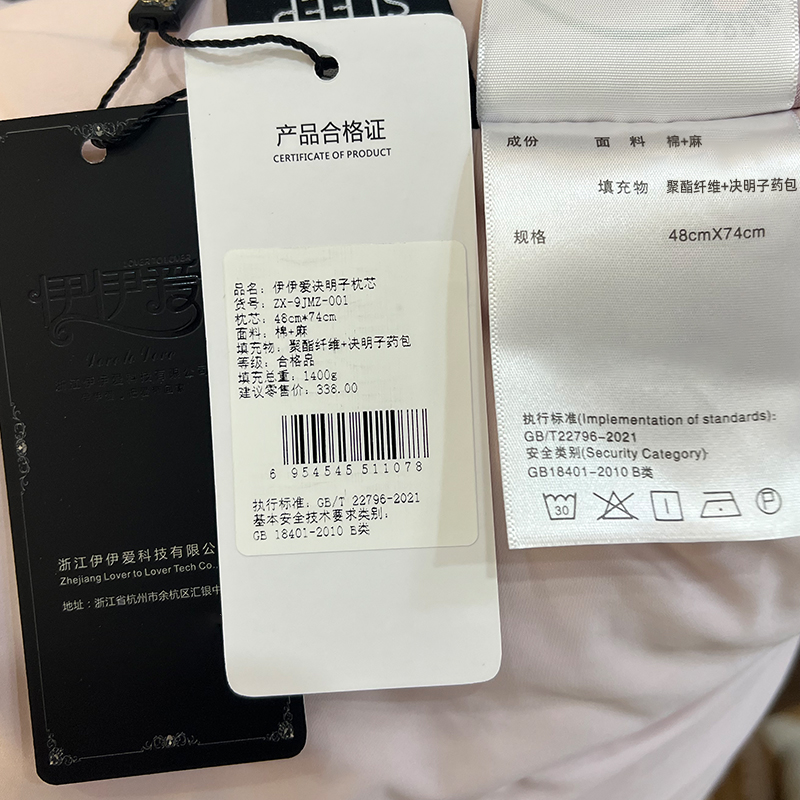 SLEEP
产品合格证
CERTIFICATE OF PRODUCT
品名：伊伊爱决明子枕芯
货号：ZX-9JMZ-001
枕芯：48cm*74cm
面料：棉+麻
填充物：聚酯纤维+决明子药包
等级：合格品
填充总重：1400g
建议零售价：338.00
6 954545 511078
执行标准：GB/T 22796-2021
基本安全技术要求类别：
GB 18401-2010 B类
LOVERTOLOVER
伊伊爱
Lover to Lover
浙江伊伊爱科技有限公
Zhejiang Lover to Lover Tech Co.,
地址：浙江省杭州市余杭区汇银中
成份 面 料 棉+麻
填充物 聚酯纤维+决明子药包
规格 48cmX74cm
执行标准(Implementation of standards):
GB/T22796-2021
安全类别(Security Category)
GB18401-2010 B类
30
P